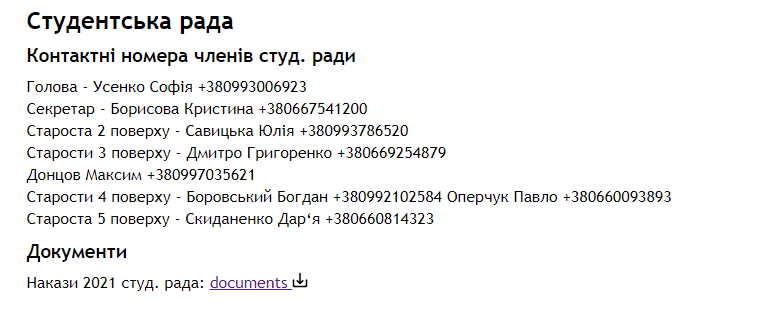 Студентська рада
Контактні номера членів студ. ради
Голова - Усенко Софія +380993006923
Секретар - Борисова Кристина +380667541200
Староста 2 поверху - Савицька Юлія +380993786520
Старости 3 поверху - Дмитро Григоренко +380669254879
Донцов Максим +380997035621
Старости 4 поверху - Боровський Богдан +380992102584 Оперчук Павло +380660093893
Староста 5 поверху - Скиданенко Дар‘я +380660814323
Документи
Накази 2021 студ. рада: documents